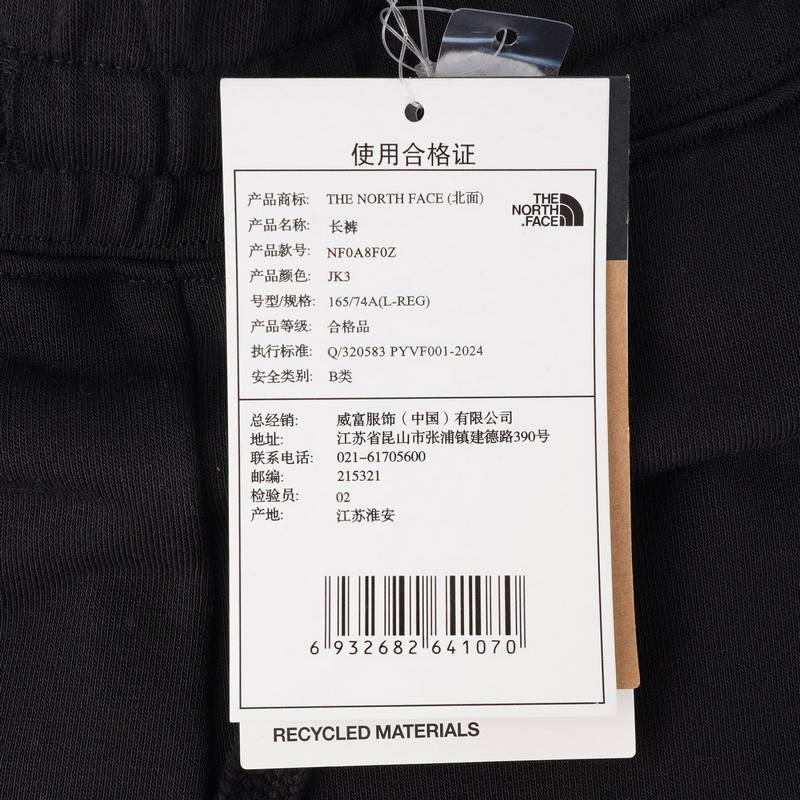 使用合格证
产品商标: THE NORTH FACE (北面)
THE
NORTH
FACE
产品名称: 长裤
产品款号: NF0A8F0Z
产品颜色: JK3
号型/规格: 165/74A(L-REG)
产品等级: 合格品
执行标准: Q/320583 PYVF001-2024
安全类别: B类
总经销: 威富服饰（中国）有限公司
地址: 江苏省昆山市张浦镇建德路390号
联系电话: 021-61705600
邮编: 215321
检验员: 02
产地: 江苏淮安
6 932682 641070
RECYCLED MATERIALS